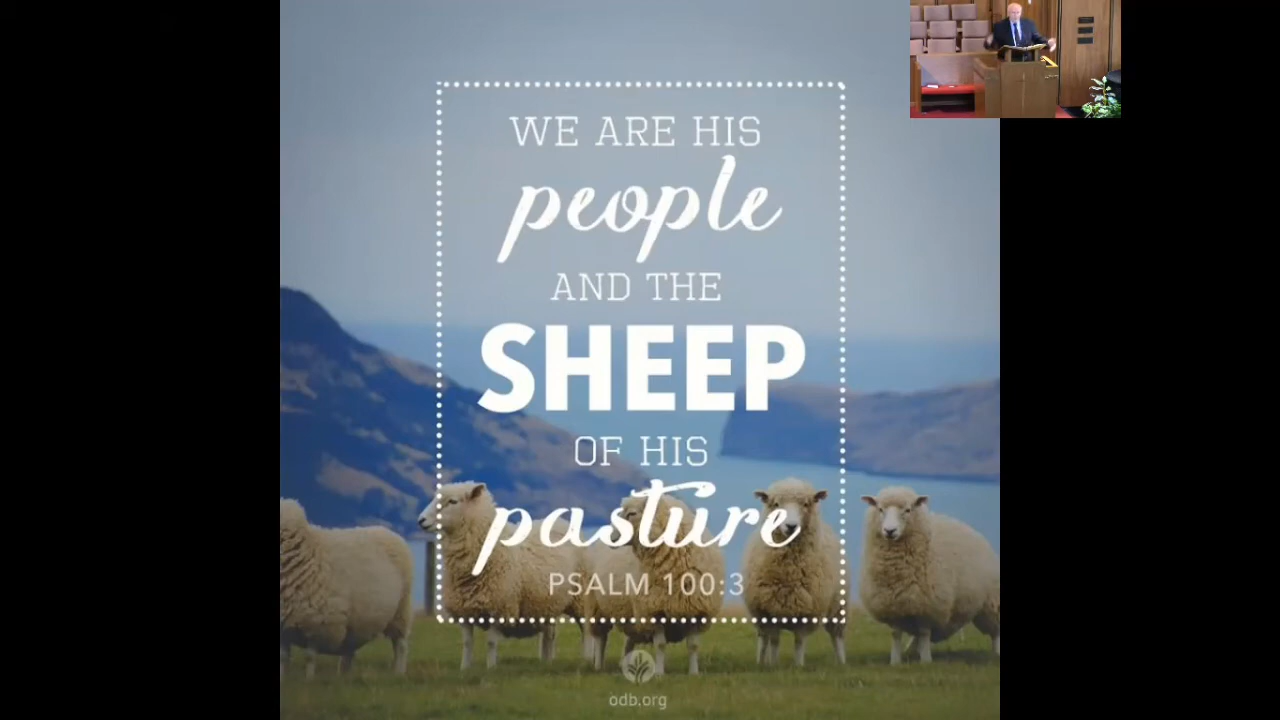 WE ARE HIS
people
AND THE
SHEEP
OF HIS
pasture
PSALM 100:3
odb.org